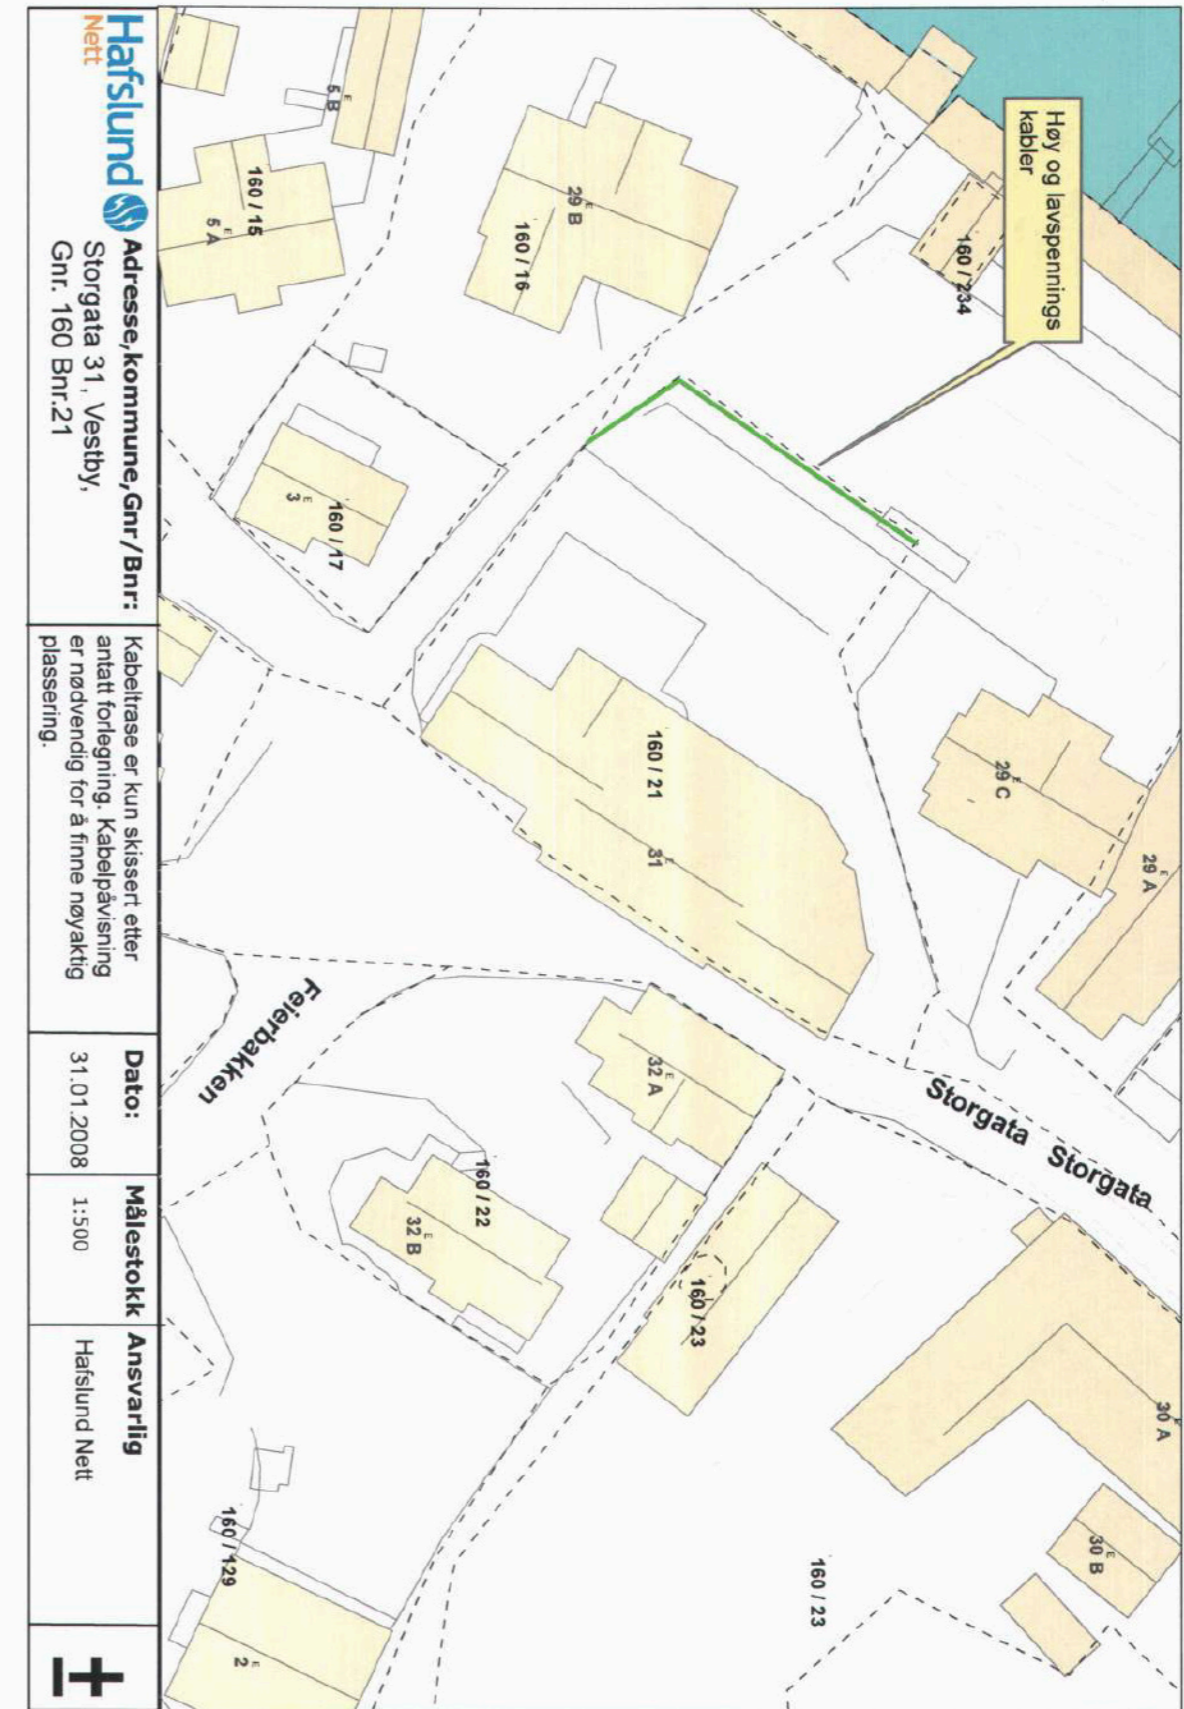 Høy og lavspennings
kabler
160 / 234
29 B
E
160 / 16
5 B
E
160 / 15
5 A
E
3
E
160 / 17
29 C
E
29 A
E
160 / 21
31
E
32 A
E
Storgata
Storgata
Feierbakken
160 / 22
32 B
E
160 / 23
30 A
30 B
E
160 / 23
160 / 129
2
E
Hafslund
Nett
Adresse,kommune,Gnr/Bnr:
Storgata 31, Vestby,
Gnr. 160 Bnr.21
Kabeltrase er kun skissert etter
antatt forlegning. Kabelpåvisning
er nødvendig for å finne nøyaktig
plassering.
Dato:
31.01.2008
Målestokk
1:500
Ansvarlig
Hafslund Nett